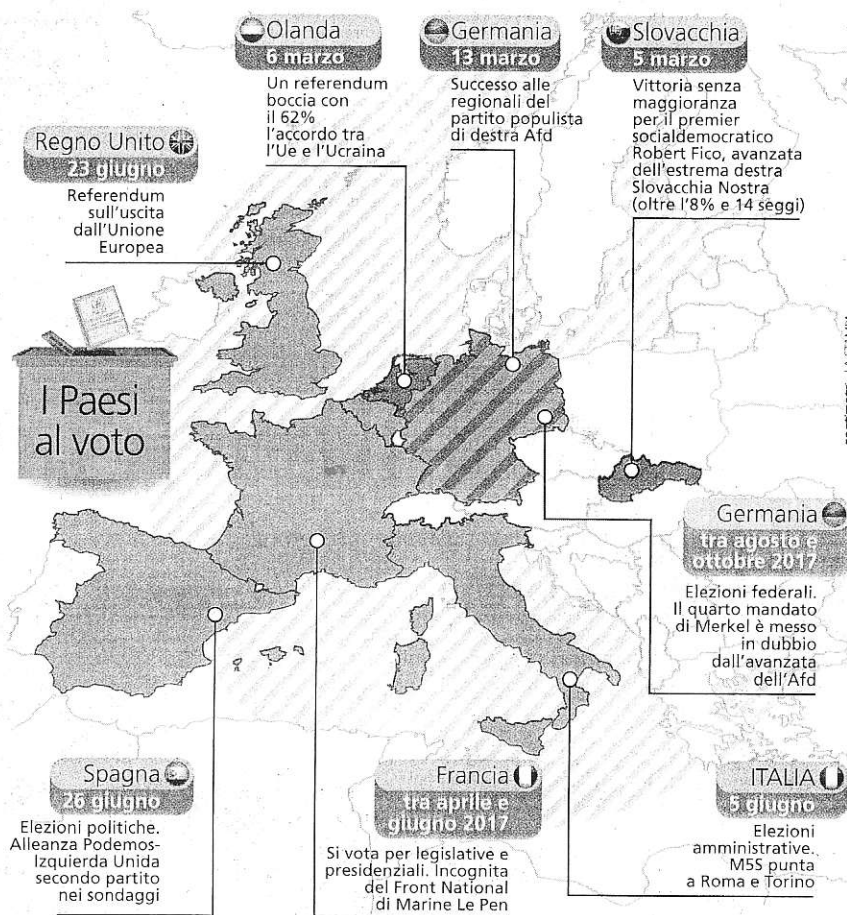 Olanda
6 marzo
Un referendum
boccia con
il 62%
l'accordo tra
l'Ue e l'Ucraina
Germania
13 marzo
Successo alle
regionali del
partito populista
di destra Afd
Slovacchia
5 marzo
Vittoria senza
maggioranza
per il premier
socialdemocratico
Robert Fico, avanzata
dell'estrema destra
Slovacchia Nostra
(oltre l'8% e 14 seggi)
Regno Unito
23 giugno
Referendum
sull'uscita
dall'Unione
Europea
I Paesi
al voto
Germania
tra agosto e
ottobre 2017
Elezioni federali.
Il quarto mandato
di Merkel è messo
in dubbio
dall'avanzata
dell'Afd
Spagna
26 giugno
Elezioni politiche.
Alleanza Podemos-
Izquierda Unida
secondo partito
nei sondaggi
Francia
tra aprile e
giugno 2017
Si vota per legislative e
presidenziali. Incognita
del Front National
di Marine Le Pen
ITALIA
5 giugno
Elezioni
amministrative.
M5S punta
a Roma e Torino